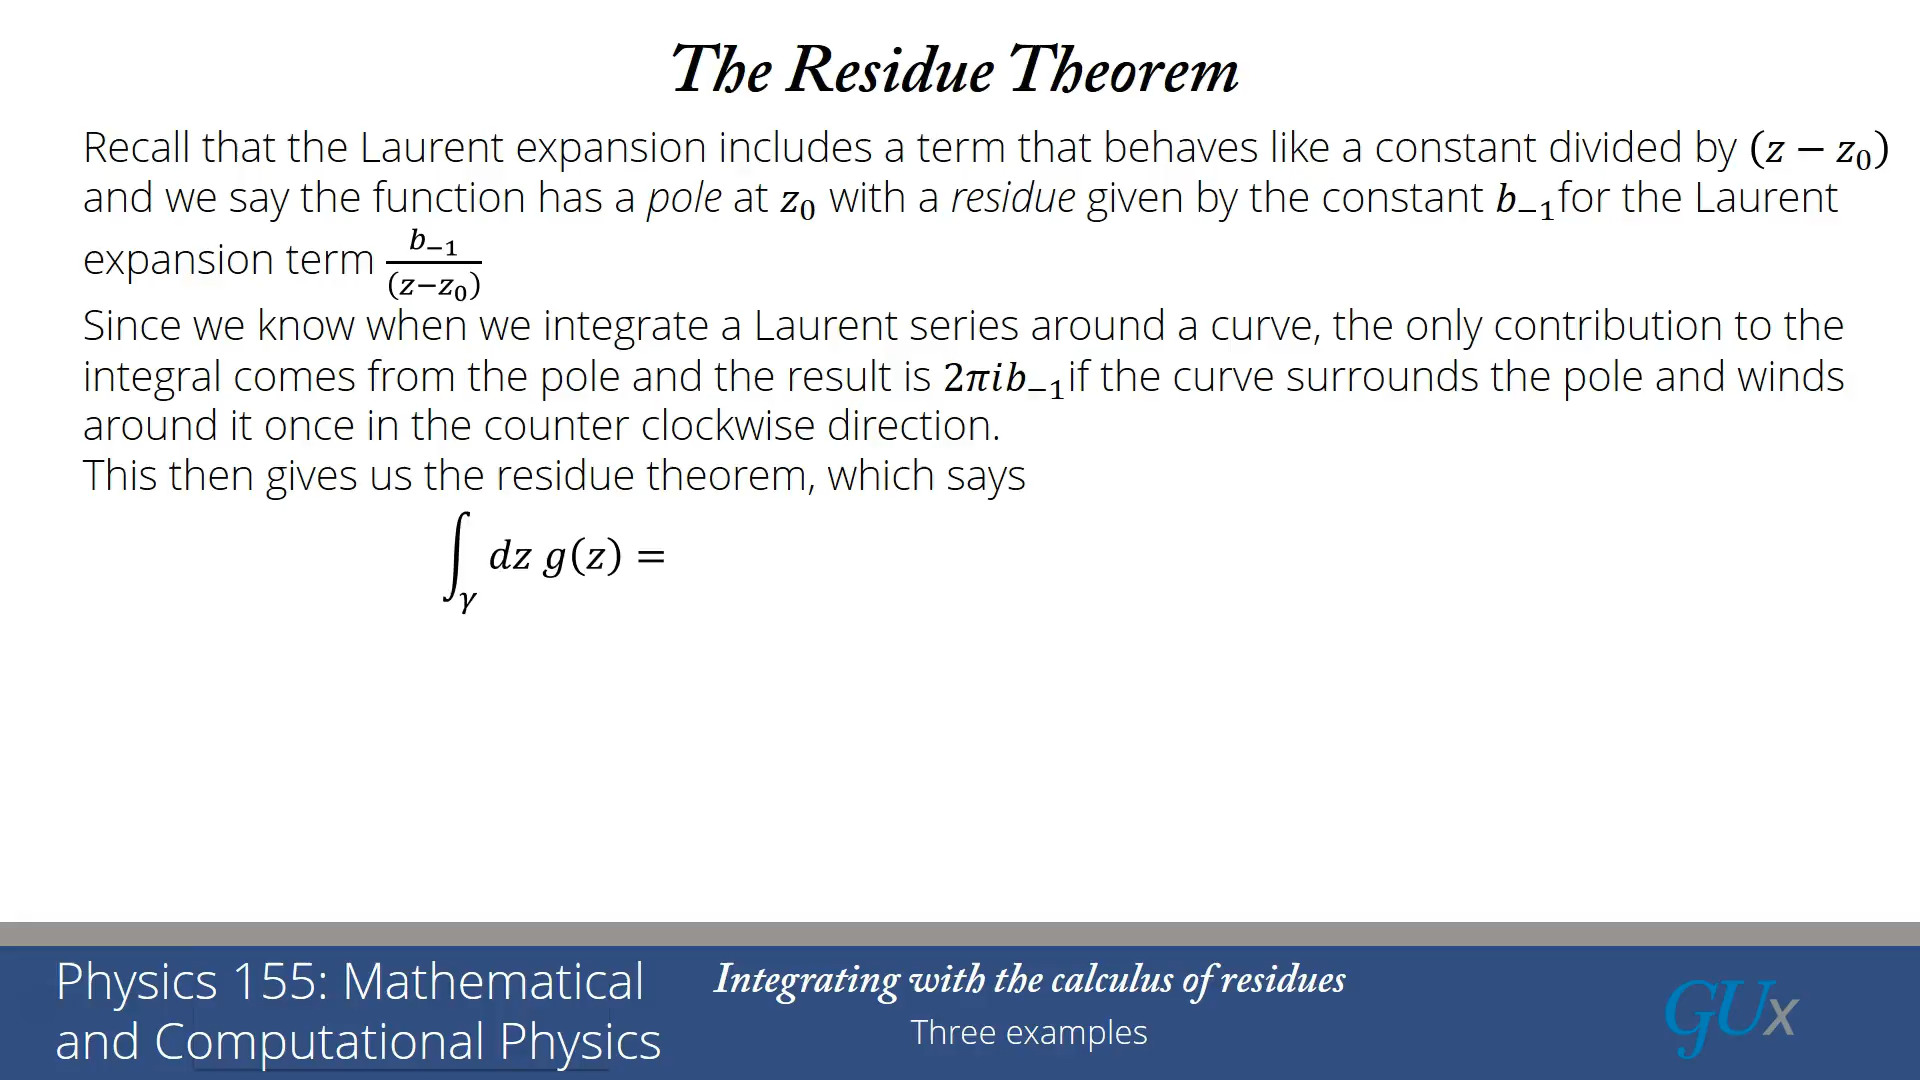 The Residue Theorem
Recall that the Laurent expansion includes a term that behaves like a constant divided by (z − z₀)
and we say the function has a pole at z₀ with a residue given by the constant b₋₁for the Laurent
expansion term b₋₁/(z−z₀)
Since we know when we integrate a Laurent series around a curve, the only contribution to the
integral comes from the pole and the result is 2πib₋₁if the curve surrounds the pole and winds
around it once in the counter clockwise direction.
This then gives us the residue theorem, which says
∫_γ dz g(z) =
Physics 155: Mathematical
and Computational Physics
Integrating with the calculus of residues
Three examples
GUx